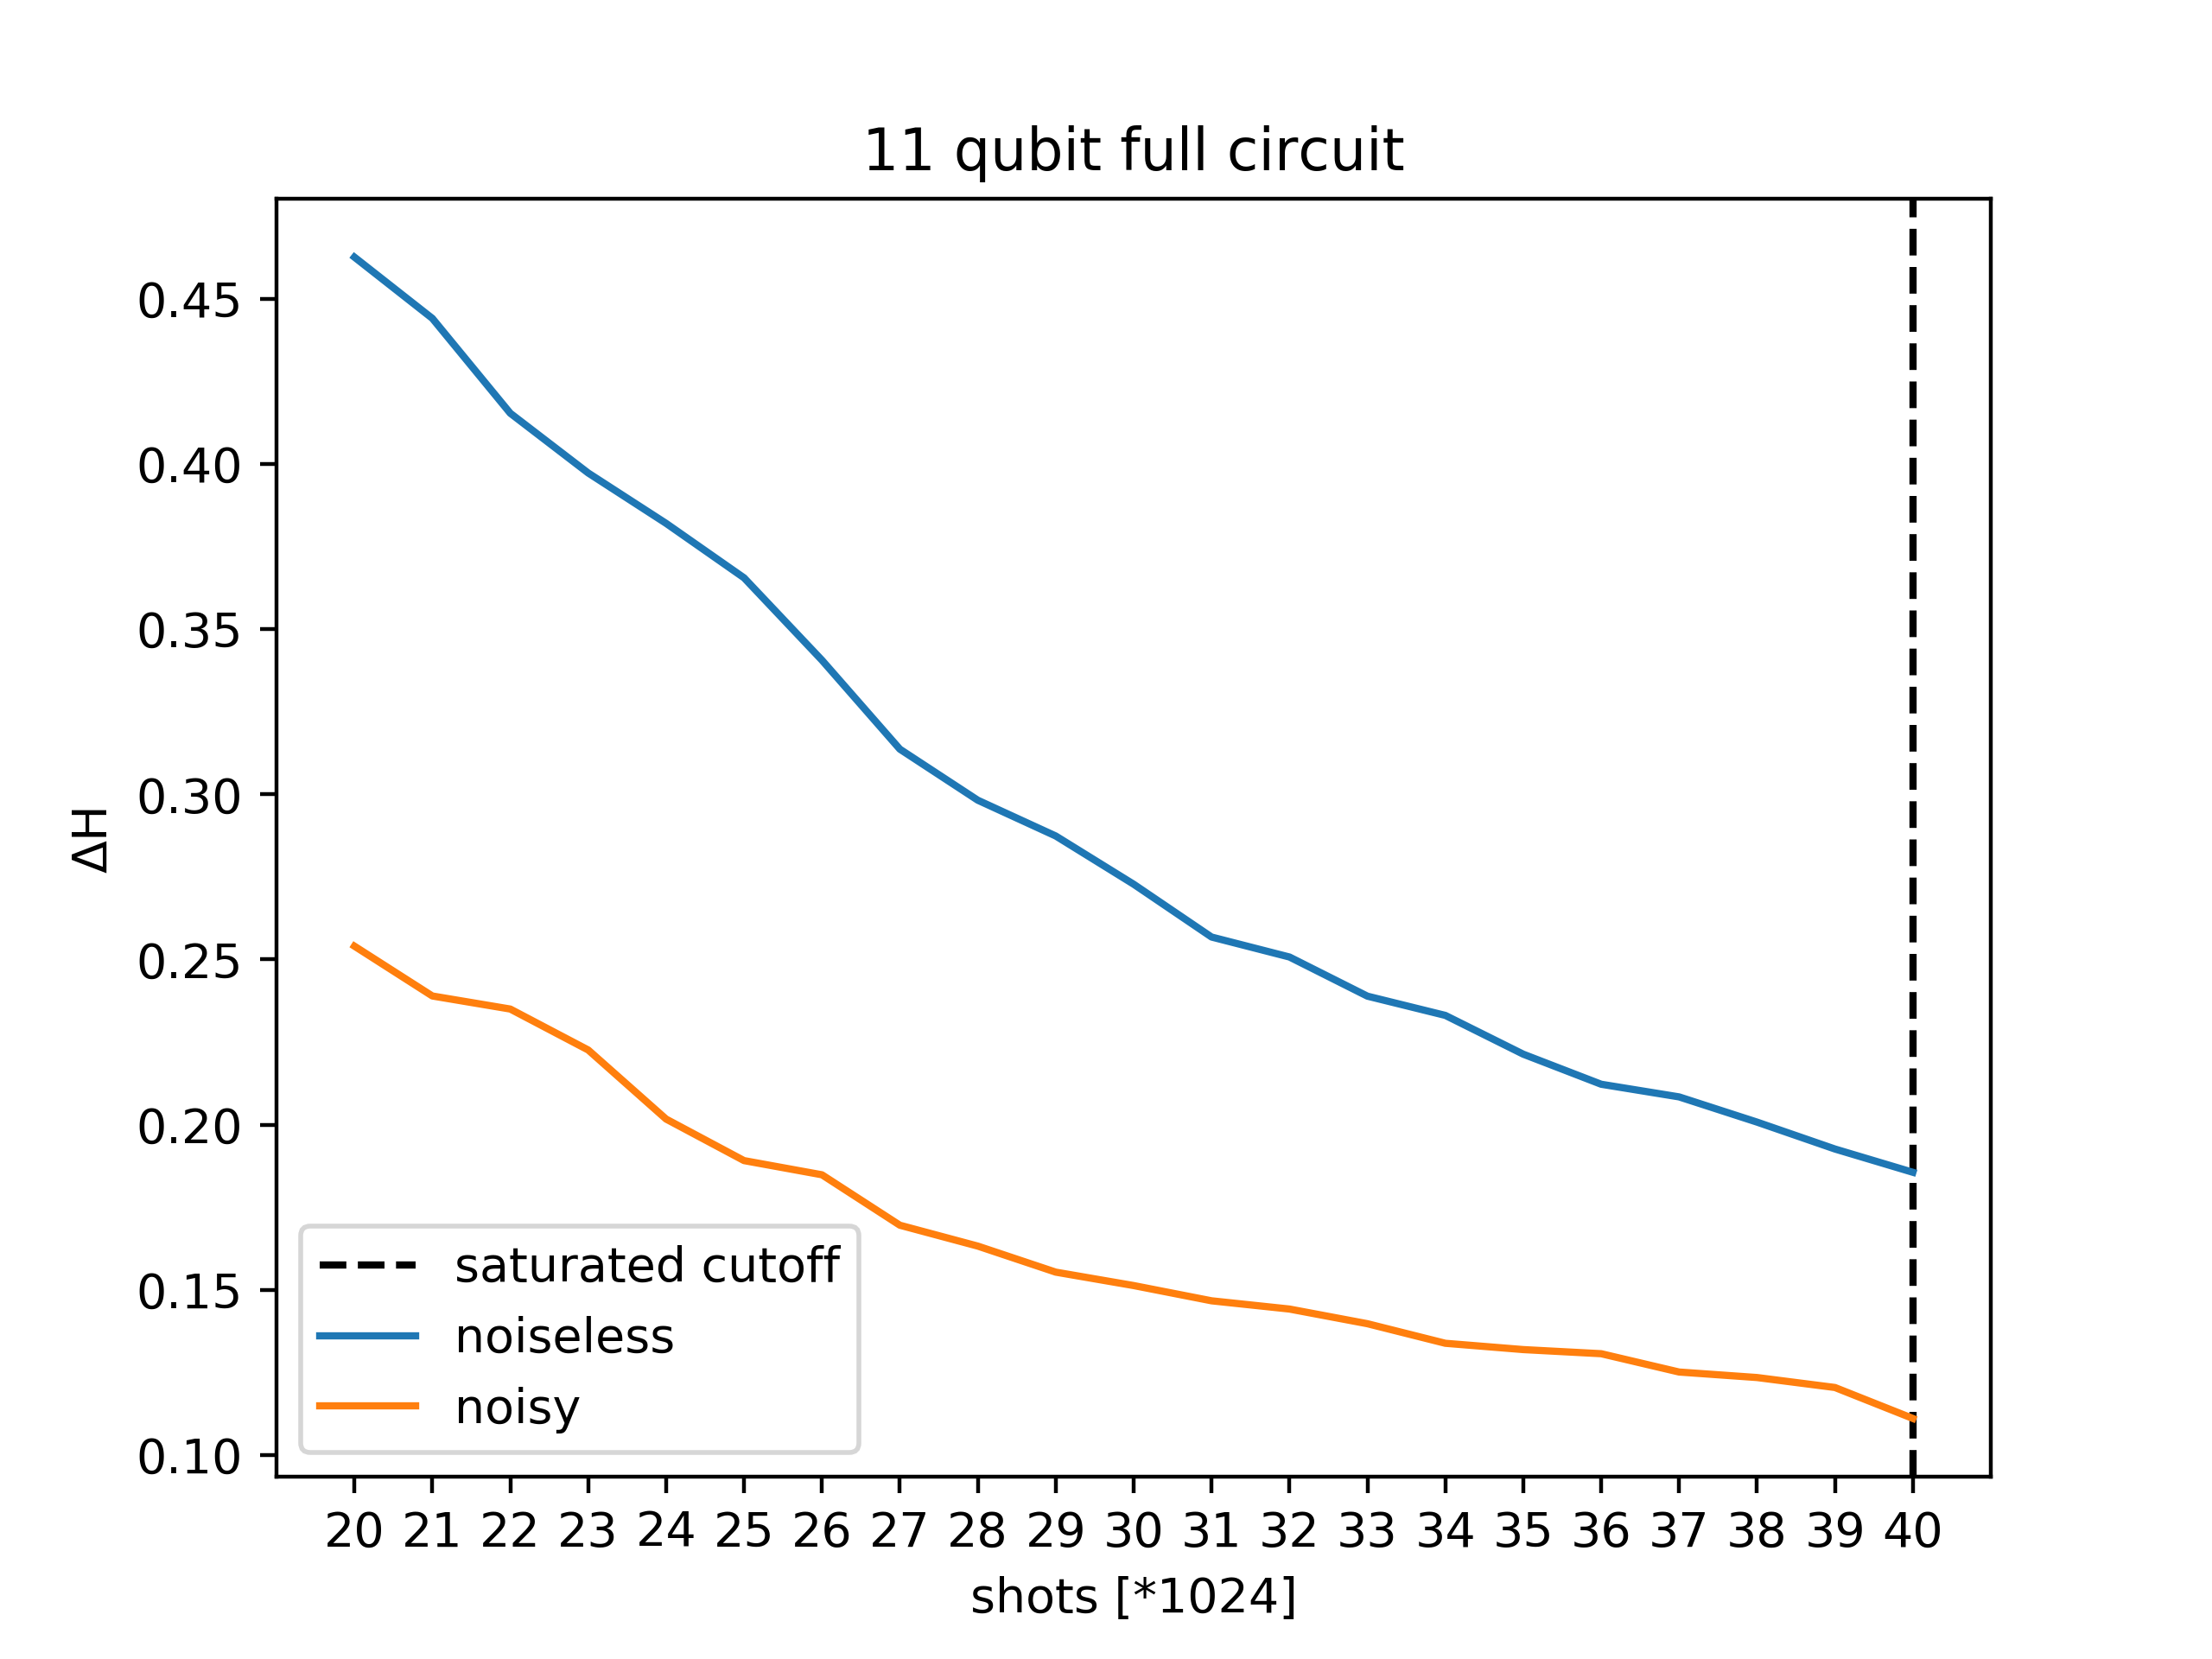 11 qubit full circuit
0.45
0.40
0.35
0.30
0.25
0.20
0.15
0.10
ΔH
saturated cutoff
noiseless
noisy
20 21 22 23 24 25 26 27 28 29 30 31 32 33 34 35 36 37 38 39 40
shots [*1024]